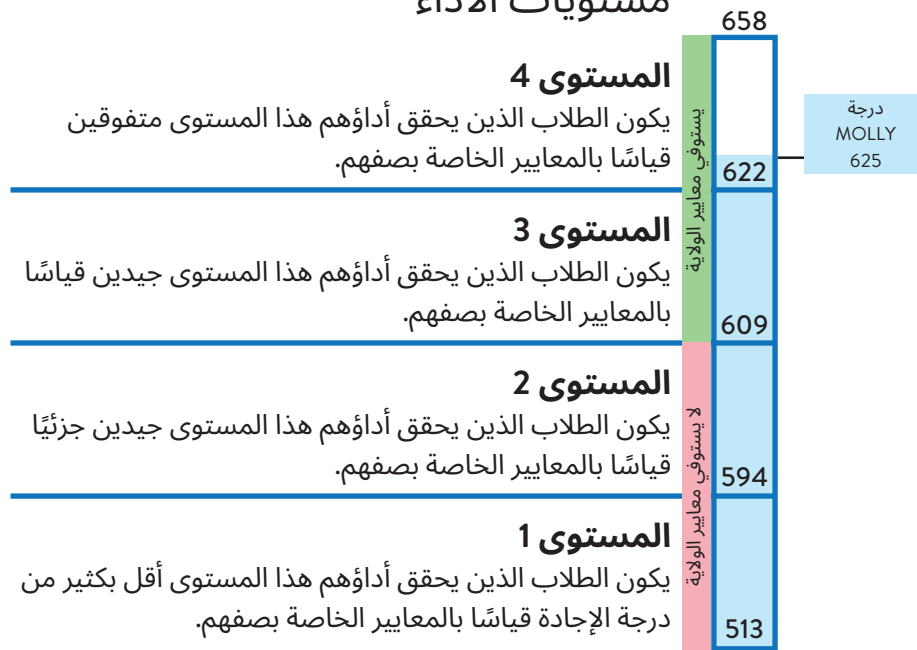 مستويات الأداء
658
المستوى 4
يكون الطلاب الذين يحقق أداؤهم هذا المستوى متفوقين
قياسًا بالمعايير الخاصة بصفهم.
يستوفي معايير الولاية
622
درجة
MOLLY
625
المستوى 3
يكون الطلاب الذين يحقق أداؤهم هذا المستوى جيدين قياسًا
بالمعايير الخاصة بصفهم.
609
المستوى 2
يكون الطلاب الذين يحقق أداؤهم هذا المستوى جيدين جزئيًا
قياسًا بالمعايير الخاصة بصفهم.
لا يستوفي معايير الولاية
594
المستوى 1
يكون الطلاب الذين يحقق أداؤهم هذا المستوى أقل بكثير من
درجة الإجادة قياسًا بالمعايير الخاصة بصفهم.
513